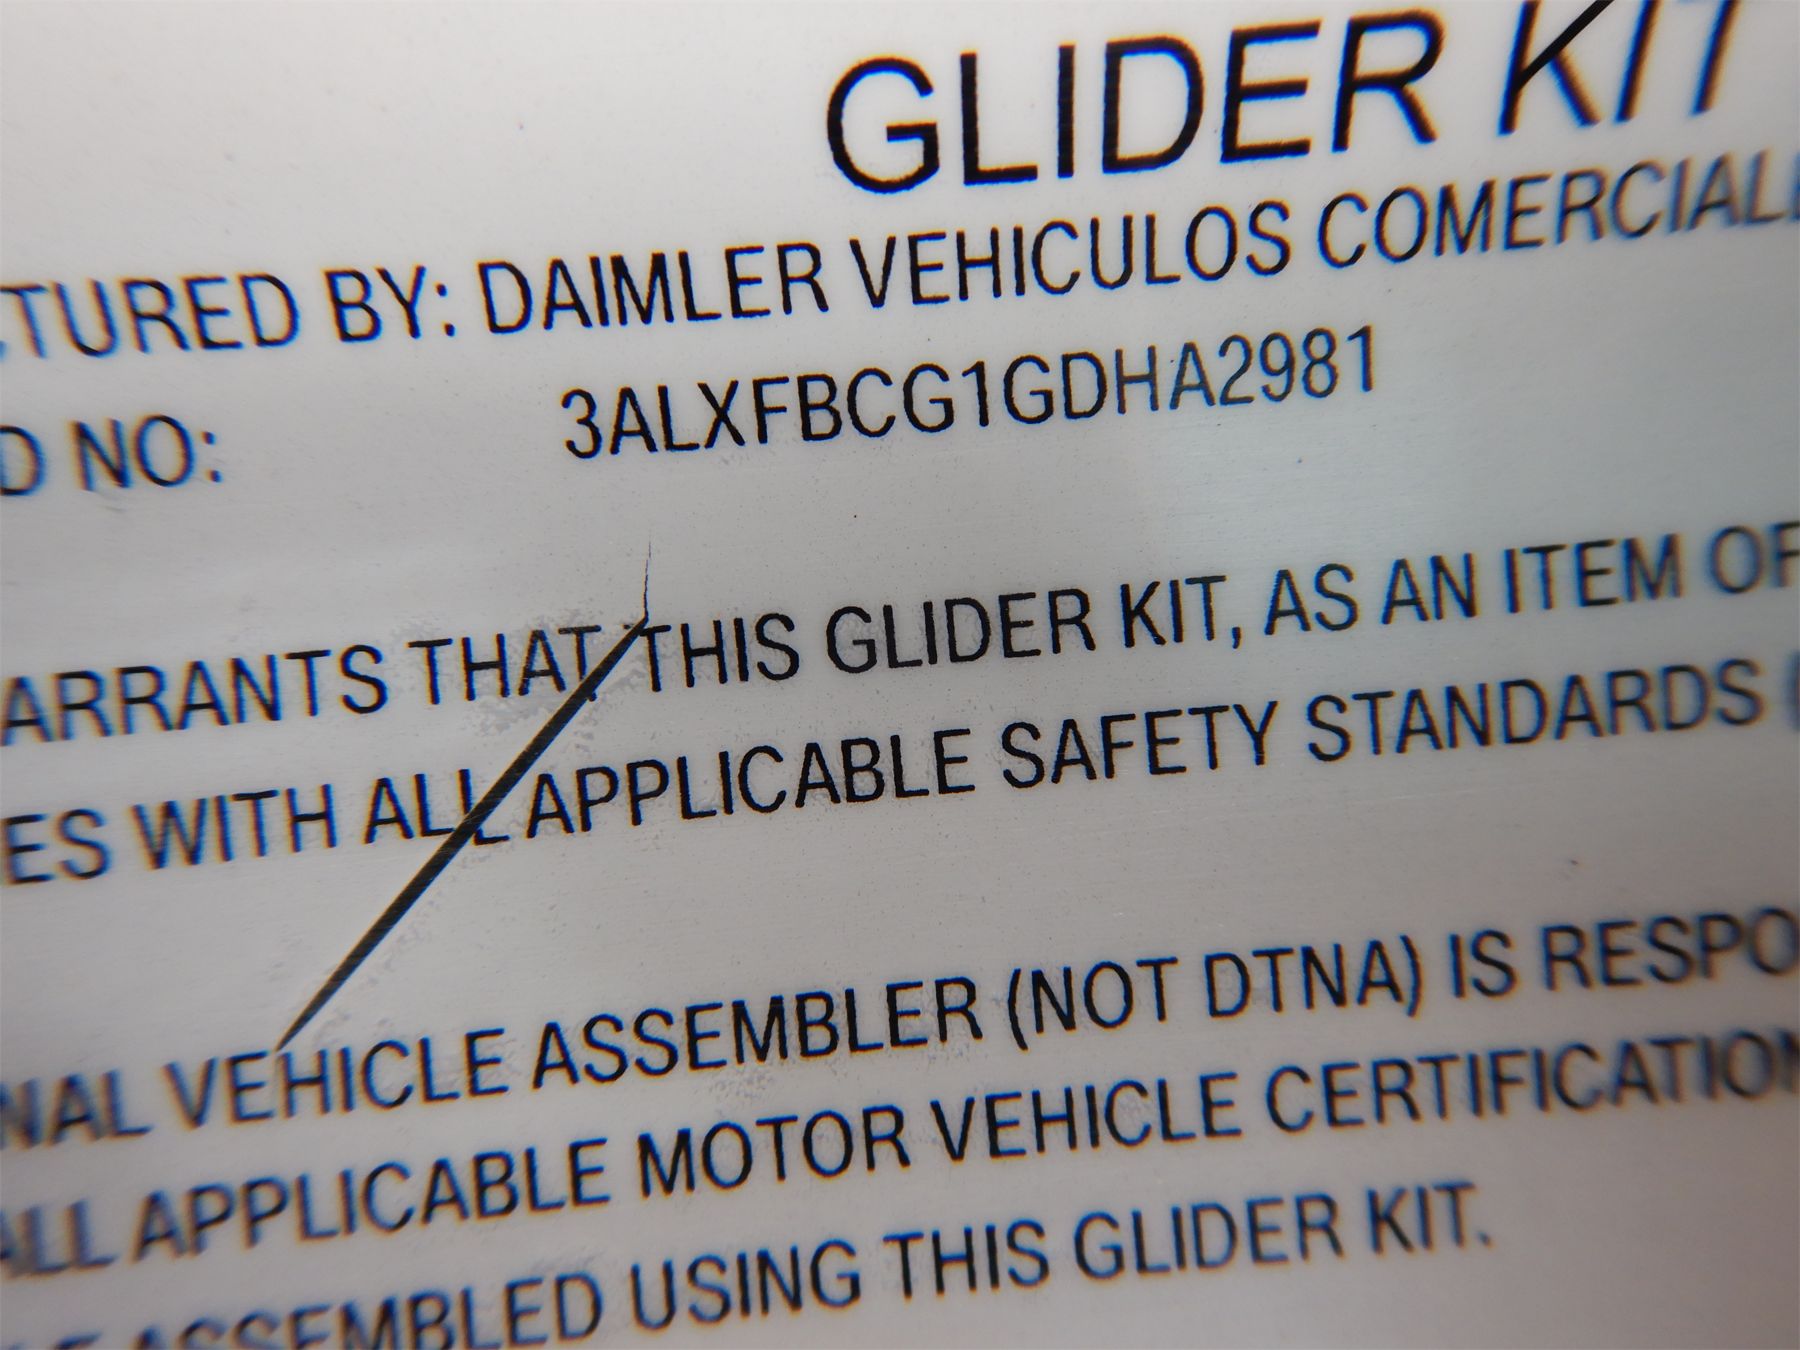 GLIDER KIT
TURED BY: DAIMLER VEHICULOS COMERCIAL
NO: 3ALXFBCG1GDHA2981
ARRANTS THAT THIS GLIDER KIT, AS AN ITEM OF
ES WITH ALL APPLICABLE SAFETY STANDARDS
NAL VEHICLE ASSEMBLER (NOT DTNA) IS RESPO
ALL APPLICABLE MOTOR VEHICLE CERTIFICATION
ASSEMBLED USING THIS GLIDER KIT.